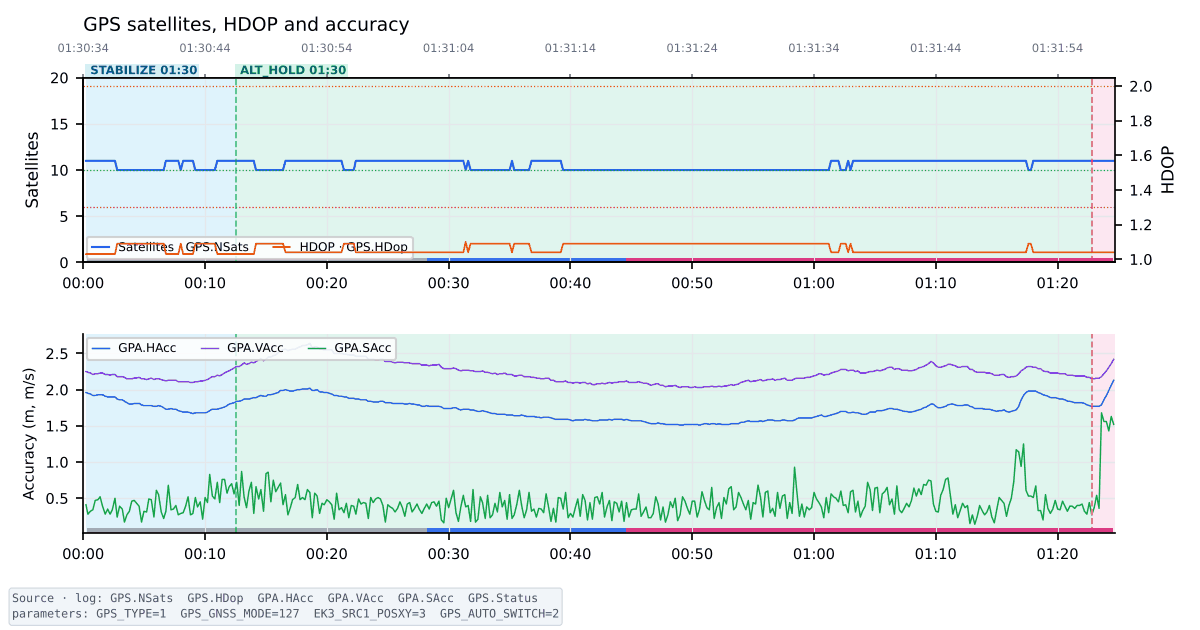 GPS satellites, HDOP and accuracy
01:30:34 01:30:44 01:30:54 01:31:04 01:31:14 01:31:24 01:31:34 01:31:44 01:31:54
STABILIZE 01:30 ALT_HOLD 01:30
20
15
10
5
0
Satellites
2.0
1.8
1.6
1.4
1.2
1.0
HDOP
Satellites · GPS.NSats HDOP · GPS.HDop
00:00 00:10 00:20 00:30 00:40 00:50 01:00 01:10 01:20
GPA.HAcc GPA.VAcc GPA.SAcc
2.5
2.0
1.5
1.0
0.5
Accuracy (m, m/s)
00:00 00:10 00:20 00:30 00:40 00:50 01:00 01:10 01:20
Source · log: GPS.NSats GPS.HDop GPA.HAcc GPA.VAcc GPA.SAcc GPS.Status
parameters: GPS_TYPE=1 GPS_GNSS_MODE=127 EK3_SRC1_POSXY=3 GPS_AUTO_SWITCH=2